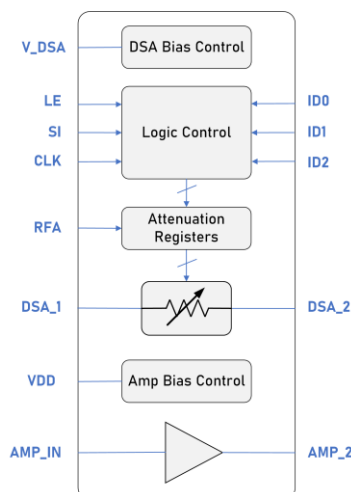 V_DSA
DSA Bias Control
LE
ID0
SI
Logic Control
ID1
CLK
ID2
RFA
Attenuation
Registers
DSA_1
DSA_2
VDD
Amp Bias Control
AMP_IN
AMP_2